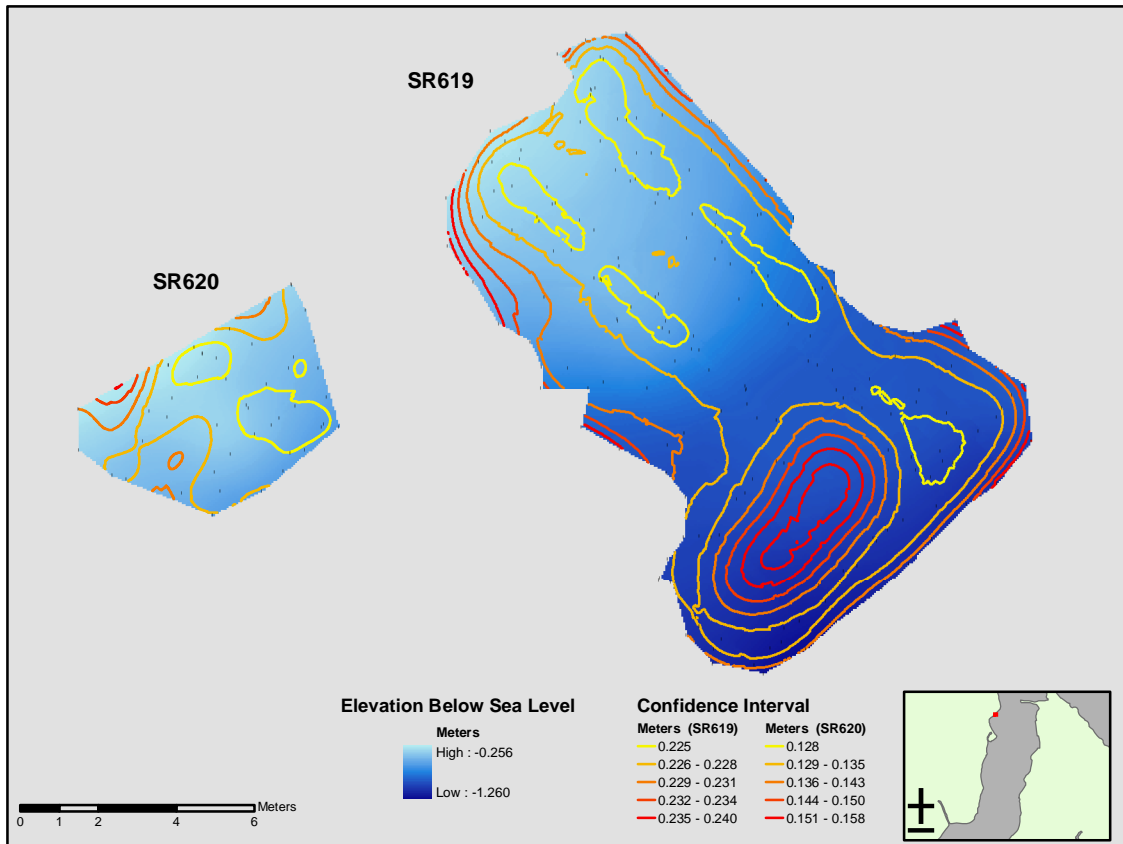 SR619
SR620
Elevation Below Sea Level
Meters
High : -0.256
Low : -1.260
Confidence Interval
Meters (SR619)
0.225
0.226 - 0.228
0.229 - 0.231
0.232 - 0.234
0.235 - 0.240
Meters (SR620)
0.128
0.129 - 0.135
0.136 - 0.143
0.144 - 0.150
0.151 - 0.158
Meters
0 1 2 4 6